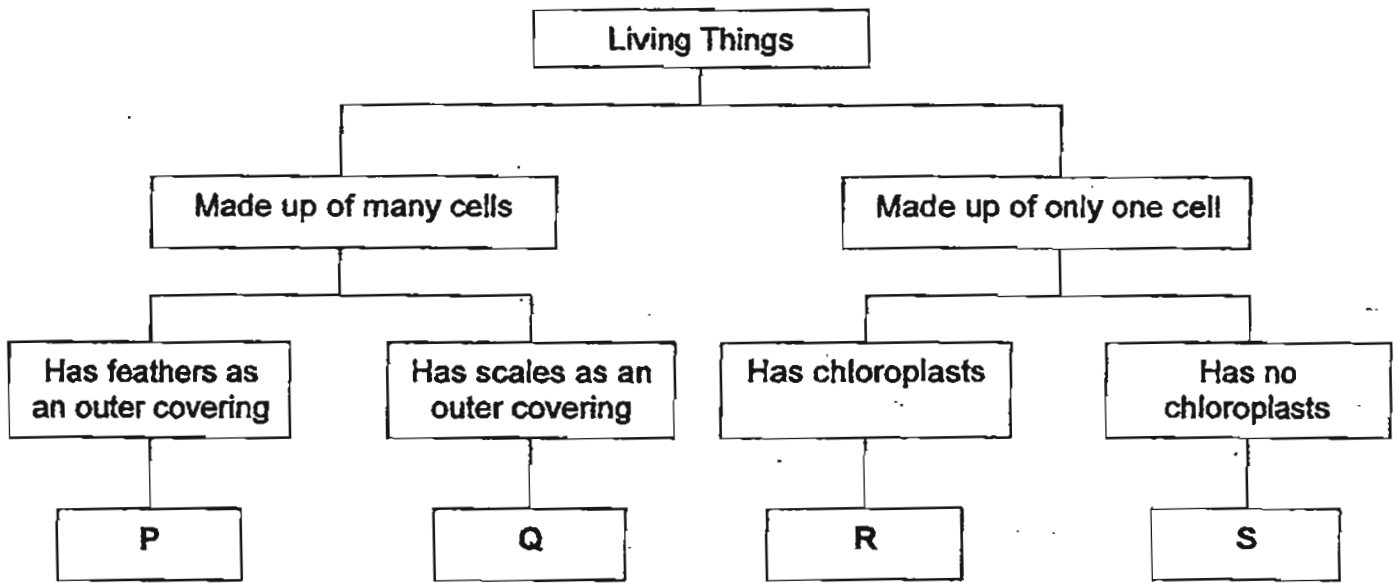 Living Things
Made up of many cells
Made up of only one cell
Has feathers as
an outer covering
Has scales as an
outer covering
Has chloroplasts
Has no
chloroplasts
P
Q
R
S